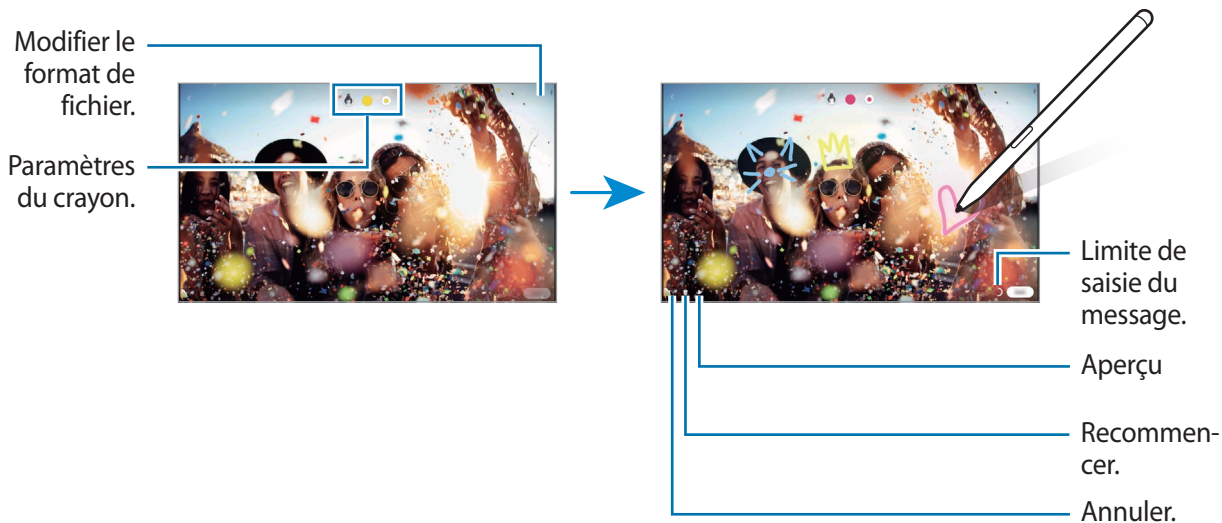 Modifier le
format de
fichier.
Paramètres
du crayon.
Limite de
saisie du
message.
Aperçu
Recommen-
cer.
Annuler.